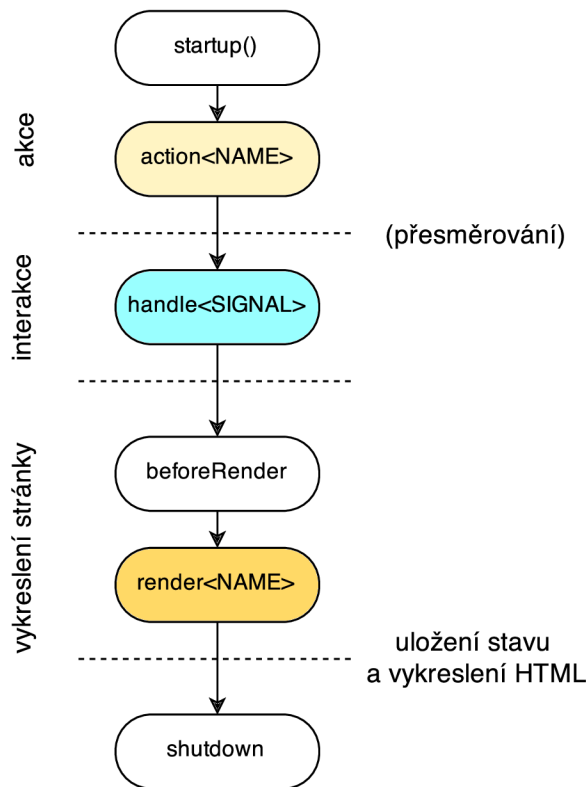 startup()
akce
action<NAME>
(přesměrování)
interakce
handle<SIGNAL>
vykreslení stránky
beforeRender
render<NAME>
uložení stavu
a vykreslení HTML
shutdown